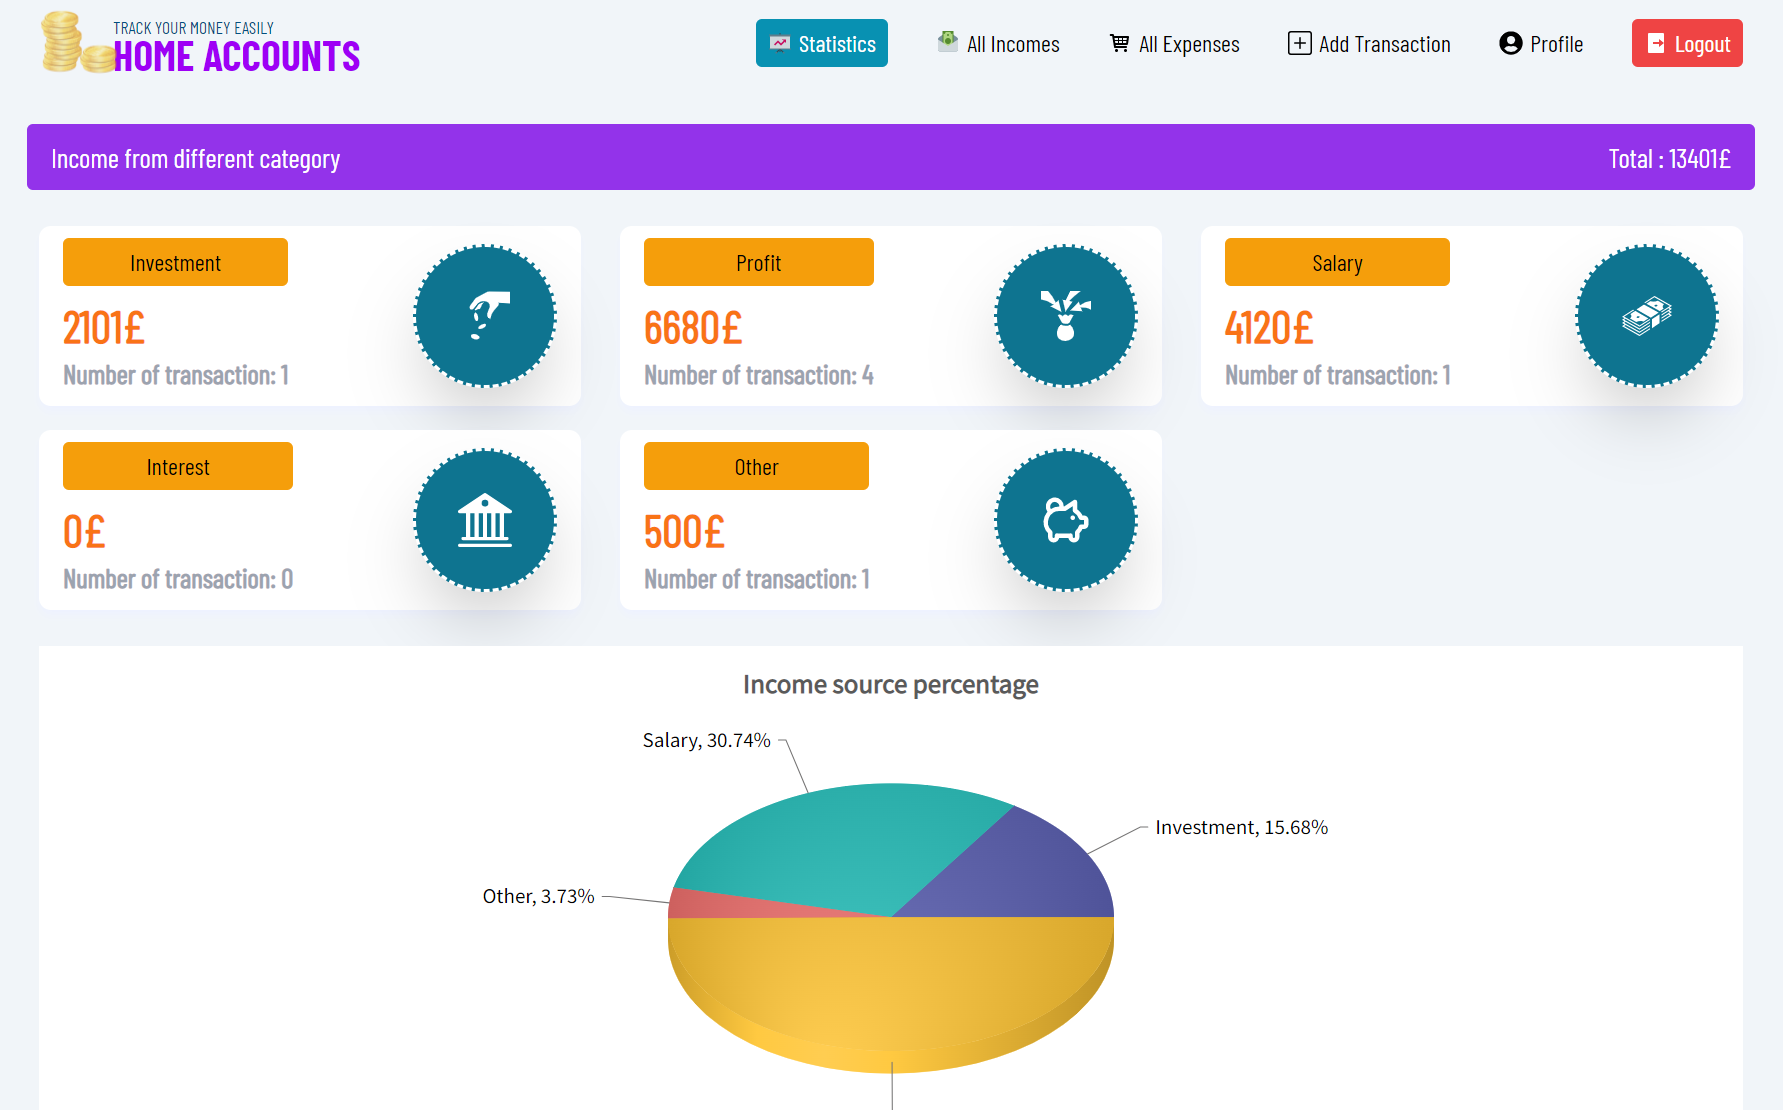 TRACK YOUR MONEY EASILY
HOME ACCOUNTS
Statistics
All Incomes
All Expenses
Add Transaction
Profile
Logout
Income from different category
Total : 13401£
Investment
2101£
Number of transaction: 1
Profit
6680£
Number of transaction: 4
Salary
4120£
Number of transaction: 1
Interest
0£
Number of transaction: 0
Other
500£
Number of transaction: 1
Income source percentage
Salary, 30.74%
Investment, 15.68%
Other, 3.73%